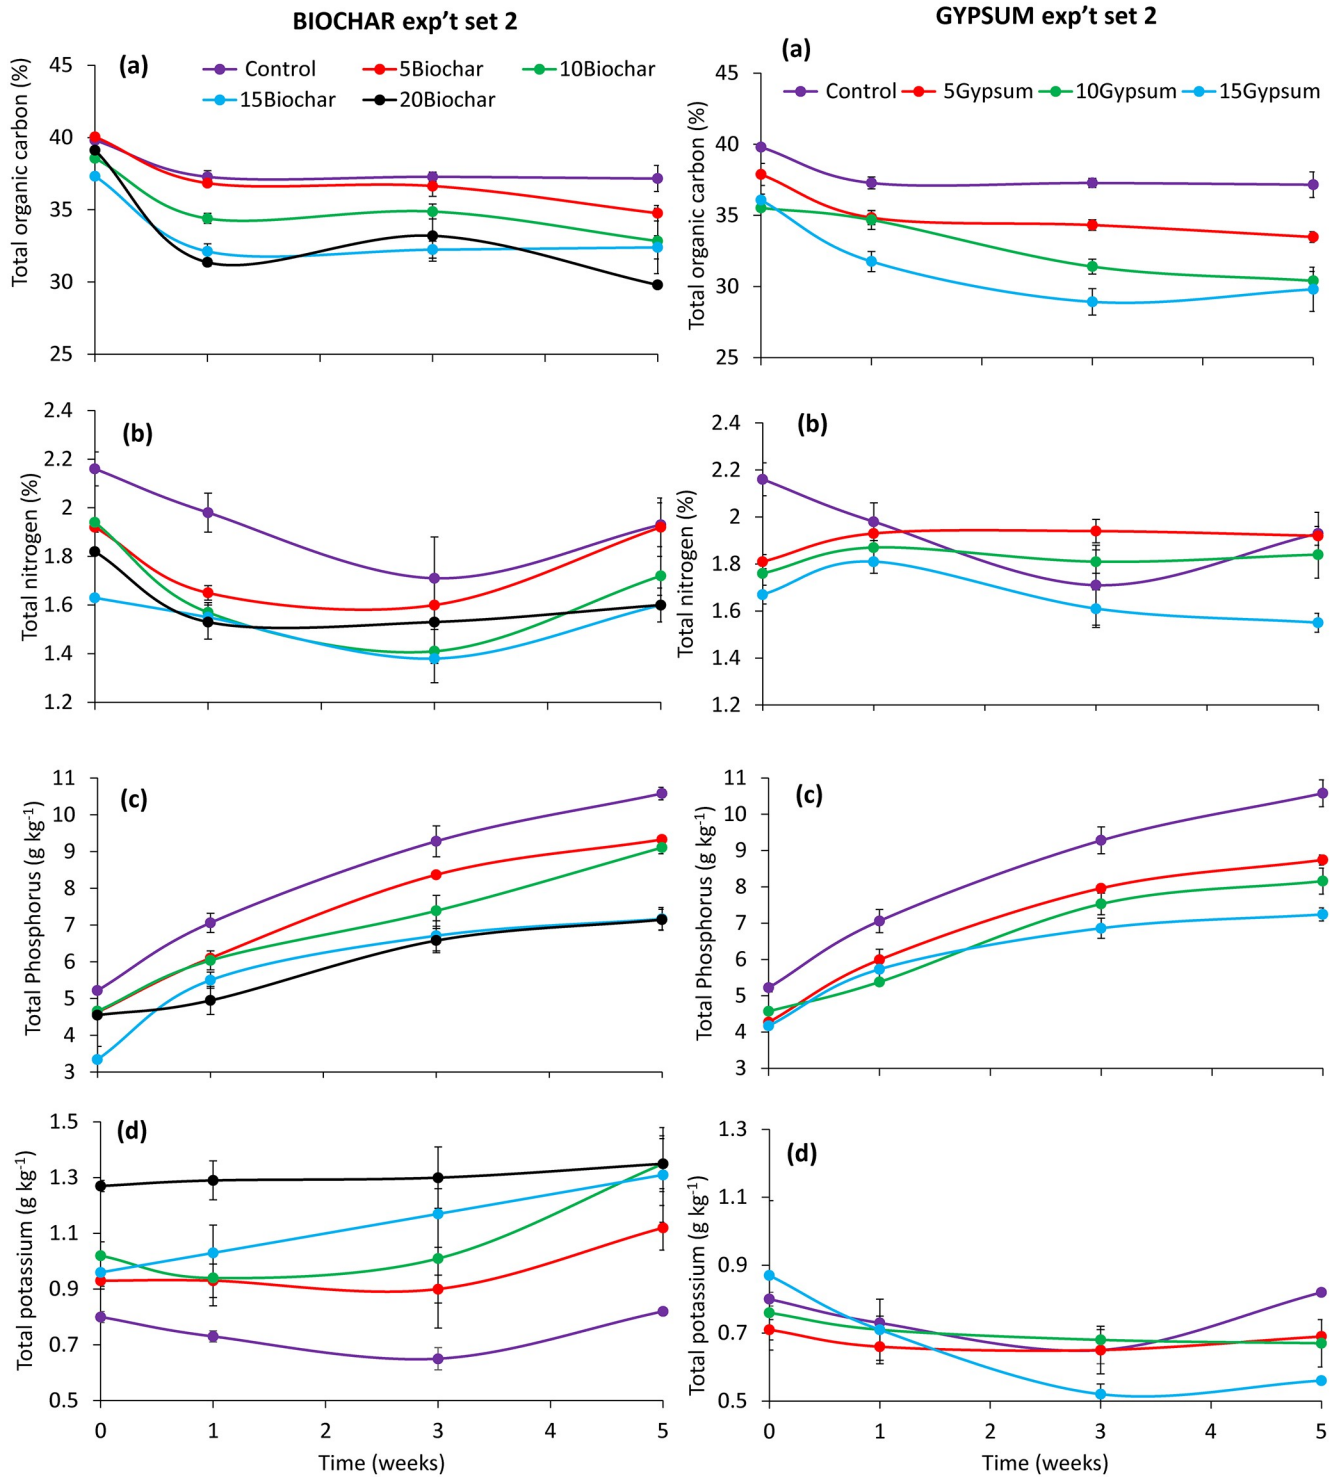 BIOCHAR exp’t set 2
GYPSUM exp’t set 2
(a)
Control
5Biochar
10Biochar
15Biochar
20Biochar
Total organic carbon (%)
45
40
35
30
25
(a)
Control
5Gypsum
10Gypsum
15Gypsum
Total organic carbon (%)
45
40
35
30
25
(b)
Total nitrogen (%)
2.4
2.2
2
1.8
1.6
1.4
1.2
(b)
Total nitrogen (%)
2.4
2.2
2
1.8
1.6
1.4
1.2
(c)
Total Phosphorus (g kg-1)
11
10
9
8
7
6
5
4
3
(c)
Total Phosphorus (g kg-1)
11
10
9
8
7
6
5
4
3
(d)
Total potassium (g kg-1)
1.5
1.3
1.1
0.9
0.7
0.5
0 1 2 3 4 5
Time (weeks)
(d)
Total potassium (g kg-1)
1.3
1.1
0.9
0.7
0.5
0 1 2 3 4 5
Time (weeks)